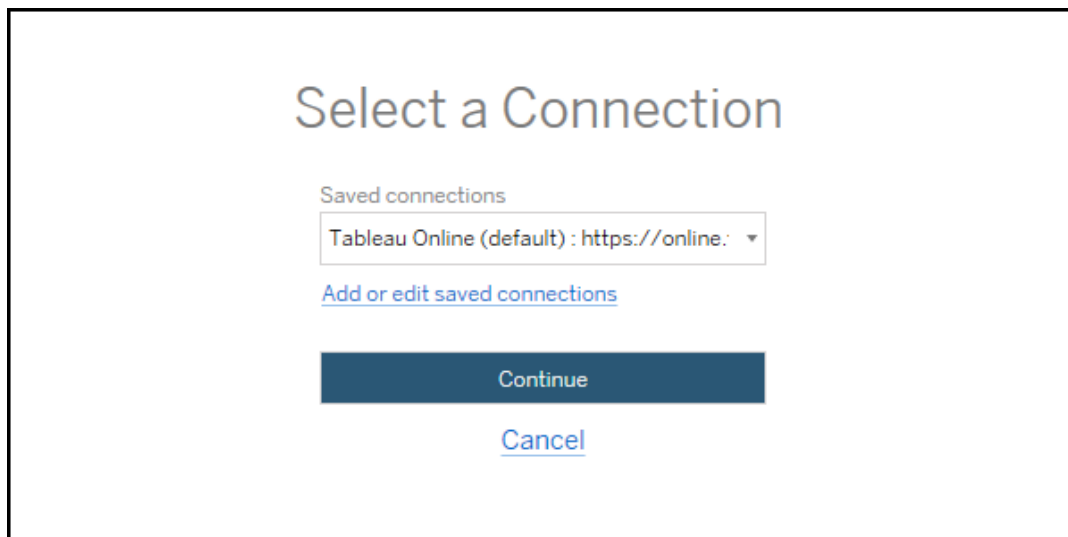 Select a Connection
Saved connections
Tableau Online (default) : https://online.
Add or edit saved connections
Continue
Cancel